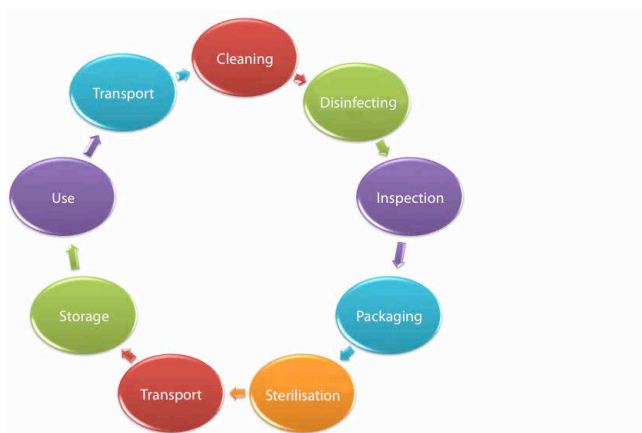 Cleaning
Disinfecting
Inspection
Packaging
Sterilisation
Transport
Storage
Use
Transport